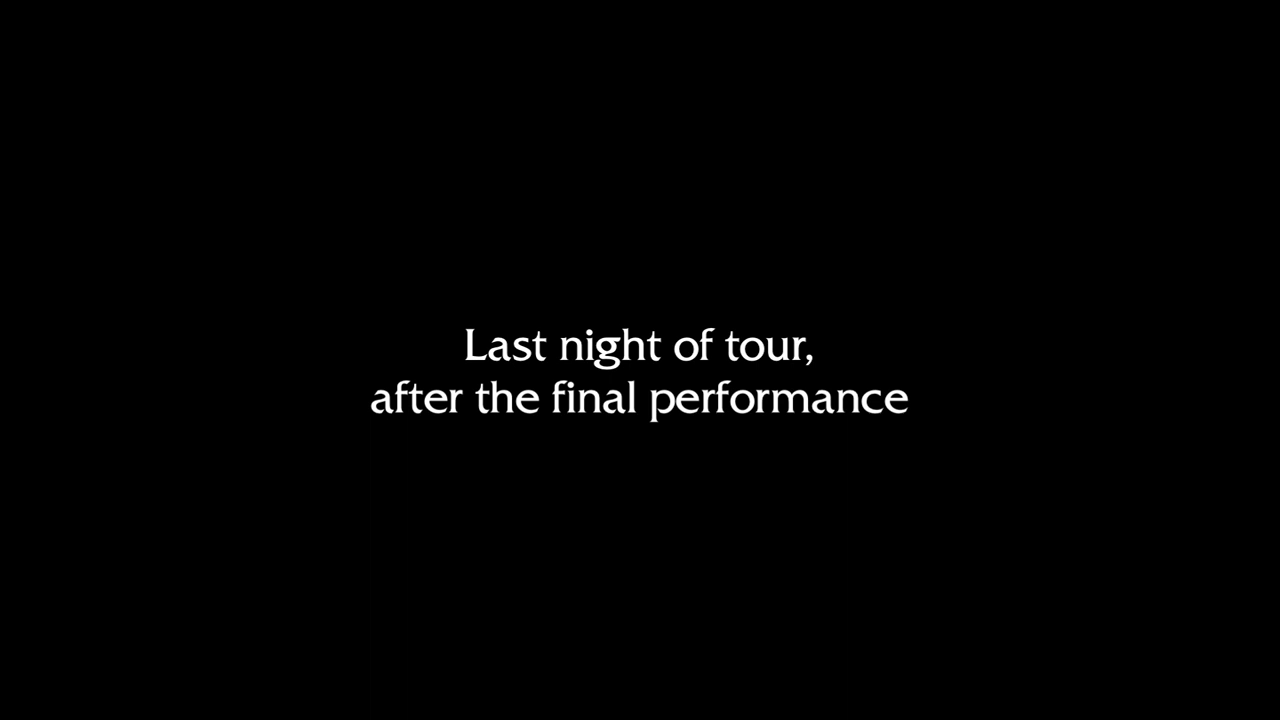 Last night of tour,
after the final performance